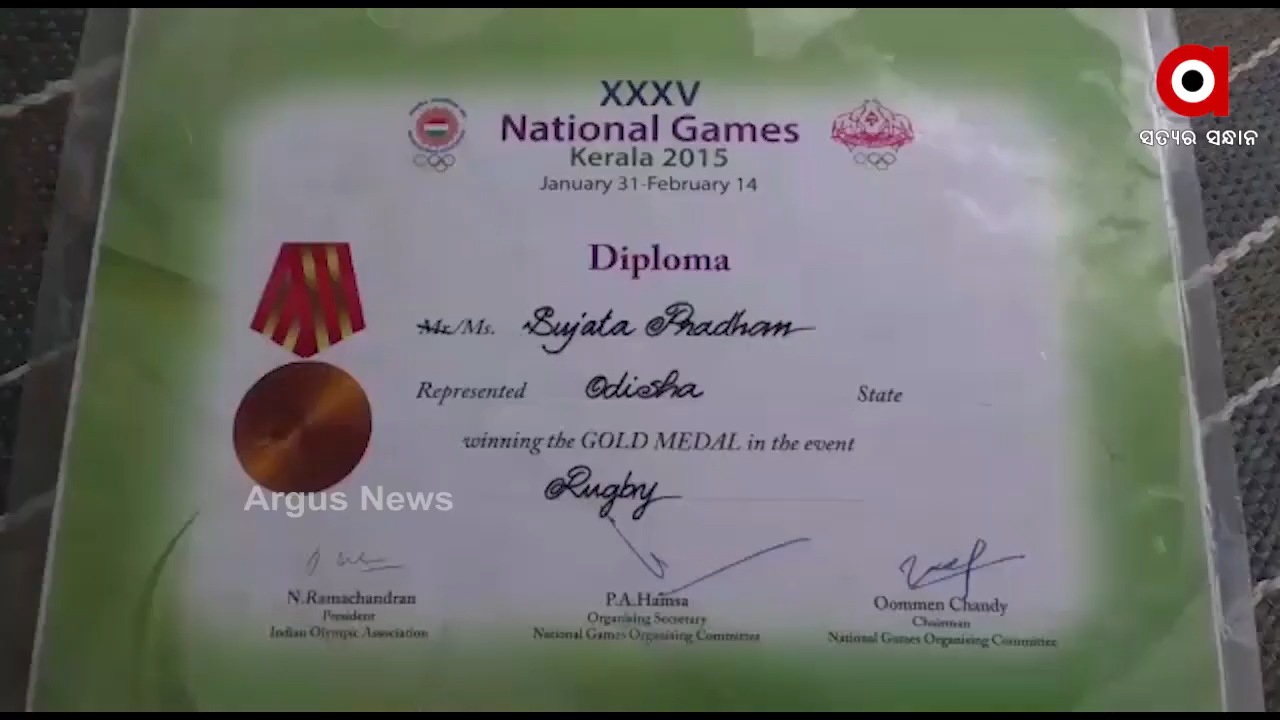 XXXV
National Games
Kerala 2015
January 31-February 14
ସତ୍ୟର ସନ୍ଧାନ
Diploma
Mr./Ms. Sujata Pradhan
Represented Odisha State
winning the GOLD MEDAL in the event
Rugby
Argus News
N.Ramachandran
President
Indian Olympic Association
P.A.Hamsa
Organising Secretary
National Games Organising Committee
Oommen Chandy
Chairman
National Games Organising Committee